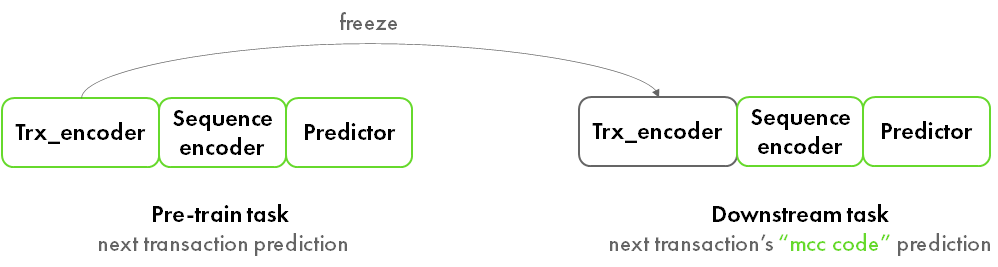 freeze
Trx_encoder
Sequence
encoder
Predictor
Trx_encoder
Sequence
encoder
Predictor
Pre-train task
next transaction prediction
Downstream task
next transaction's “mcc code” prediction